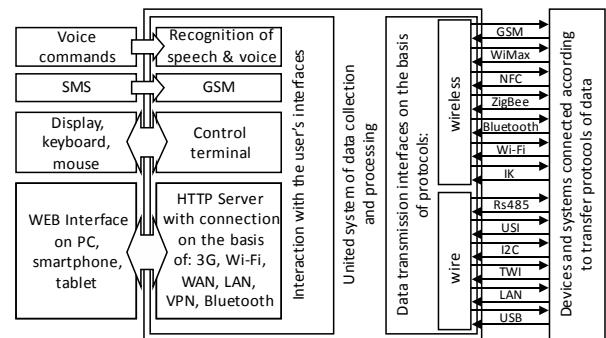 Voice
commands
Recognition of
speech & voice
SMS
GSM
Display,
keyboard,
mouse
Control
terminal
WEB Interface
on PC,
smartphone,
tablet
HTTP Server
with connection
on the basis
of: 3G, Wi-Fi,
WAN, LAN,
VPN, Bluetooth
Interaction with the user's interfaces
United system of data collection
and processing
Data transmission interfaces on the basis
of protocols:
wireless
wire
GSM
WiMax
NFC
ZigBee
Bluetooth
Wi-Fi
IK
Rs485
USI
I2C
TWI
LAN
USB
Devices and systems connected according
to transfer protocols of data